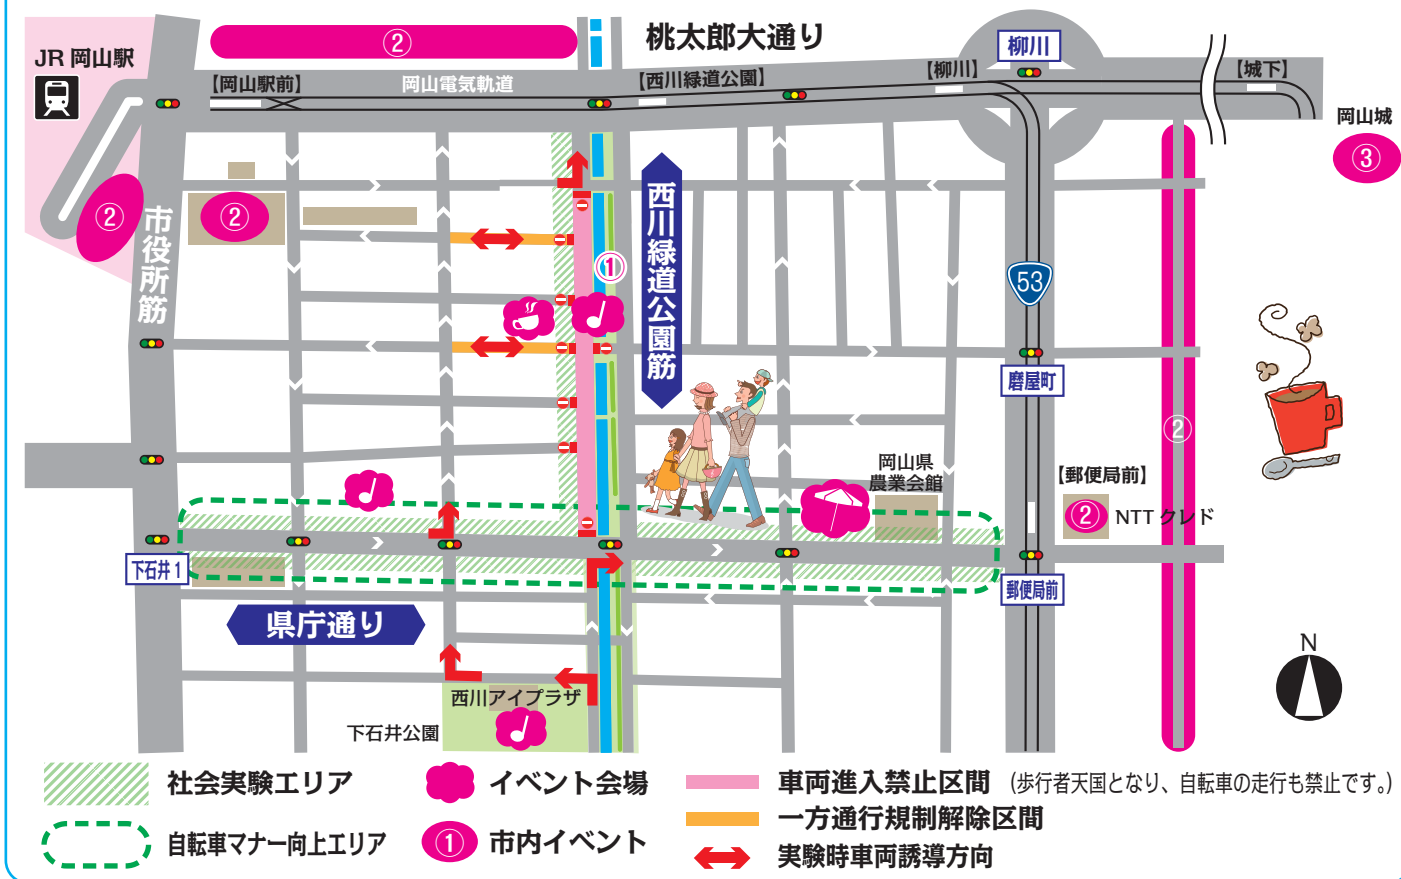 桃太郎大通り
②
柳川
JR 岡山駅
【岡山駅前】
岡山電気軌道
【西川緑道公園】
【柳川】
【城下】
岡山城
③
②
②
市役所筋
西川緑道公園筋
①
53
磨屋町
②
岡山県
農業会館
【郵便局前】
②
NTT クレド
下石井 1
郵便局前
県庁通り
N
西川アイプラザ
下石井公園
社会実験エリア
イベント会場
車両進入禁止区間 (歩行者天国となり、自転車の走行も禁止です。)
一方通行規制解除区間
自転車マナー向上エリア
① 市内イベント
実験時車両誘導方向